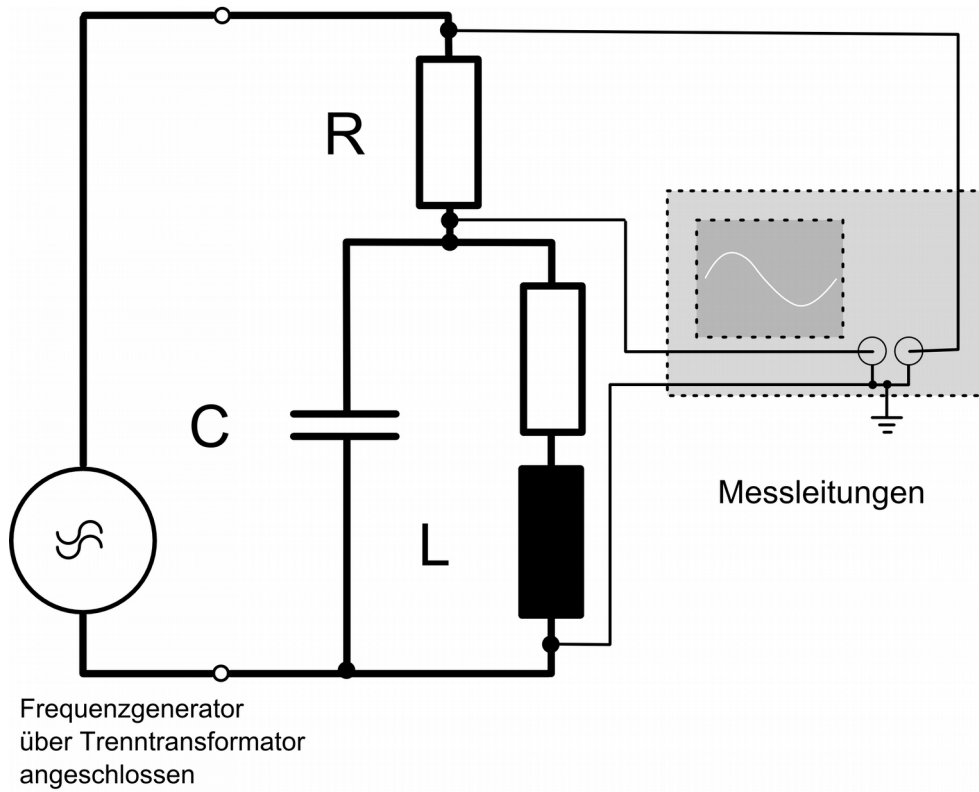 R
C
L
Messleitungen
Frequenzgenerator
über Trenntransformator
angeschlossen